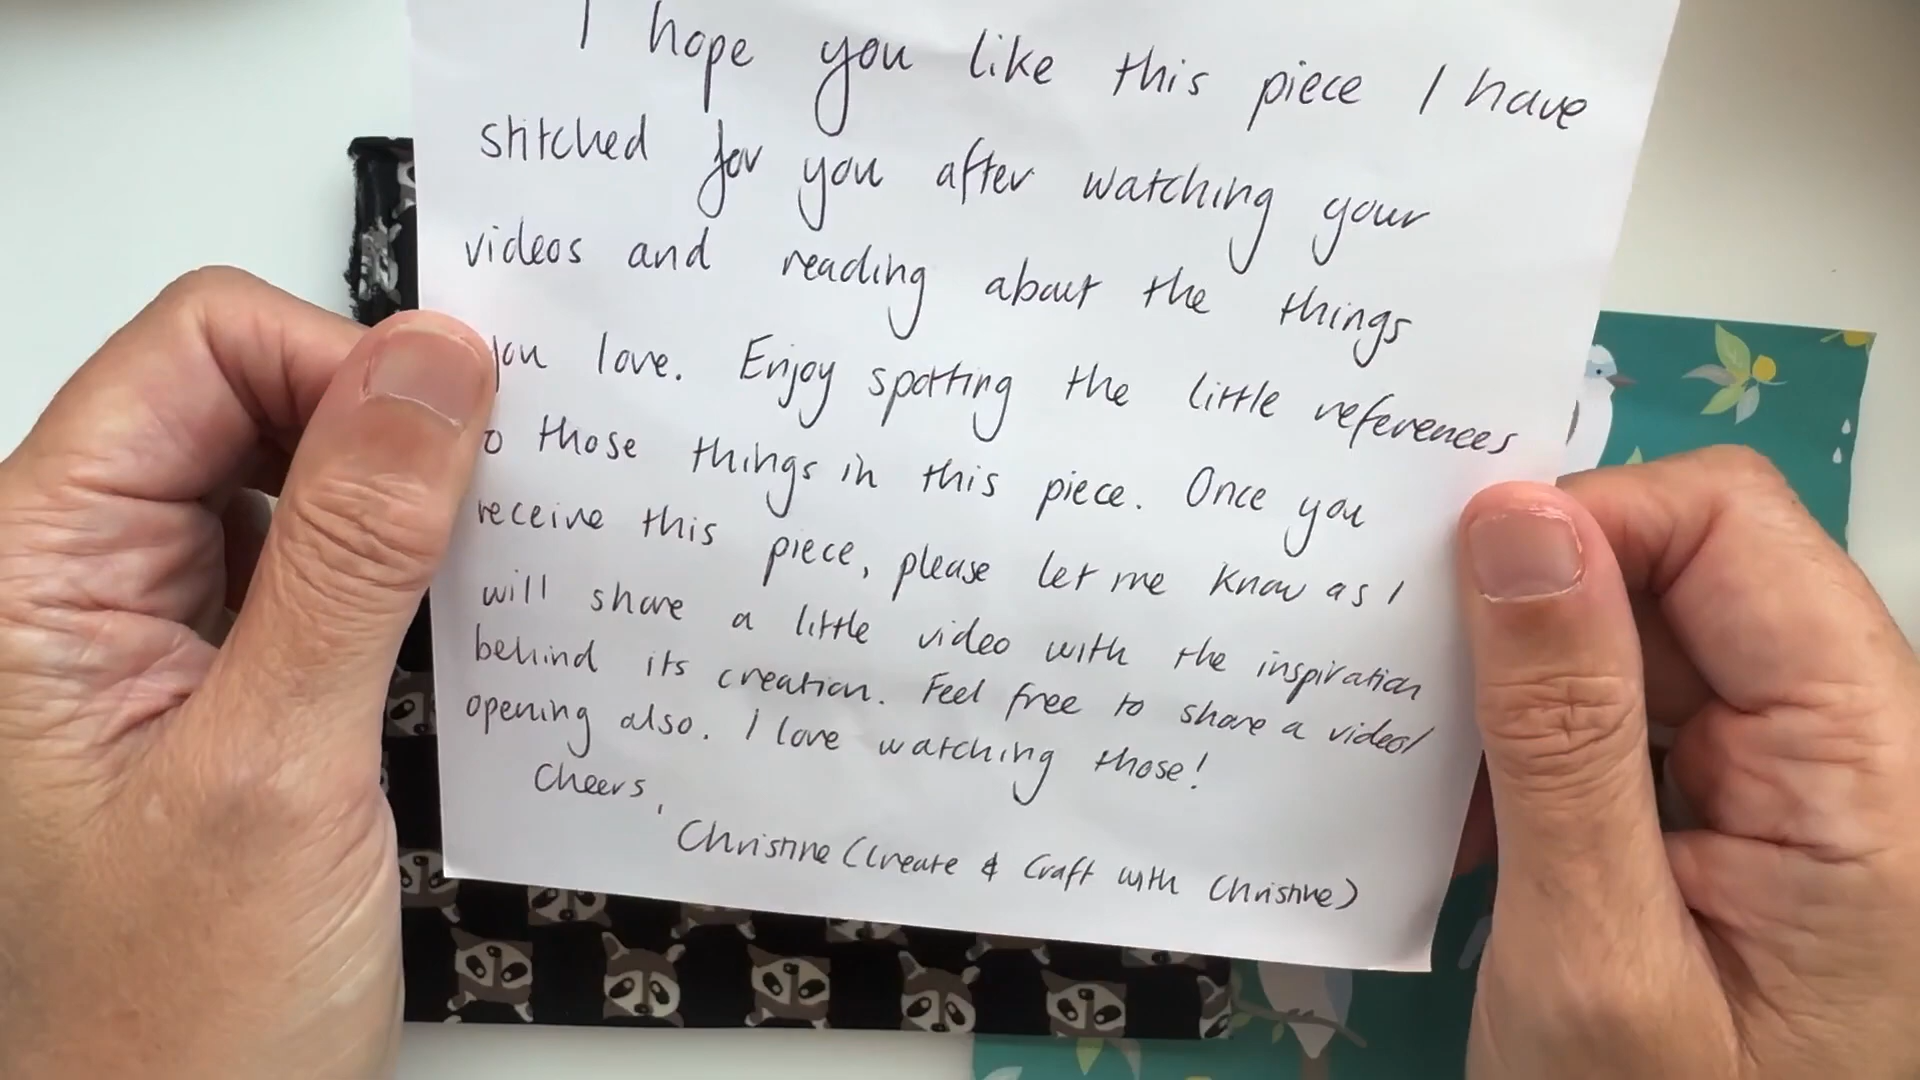 I hope you like this piece I have
stitched for you after watching your
videos and reading about the things
you love. Enjoy spotting the little references
o those things in this piece. Once you
receive this piece, please let me know as I
will share a little video with the inspiration
behind its creation. Feel free to share a video/
opening also. I love watching those!
Cheers,
Christine (Create & Craft with Christine)